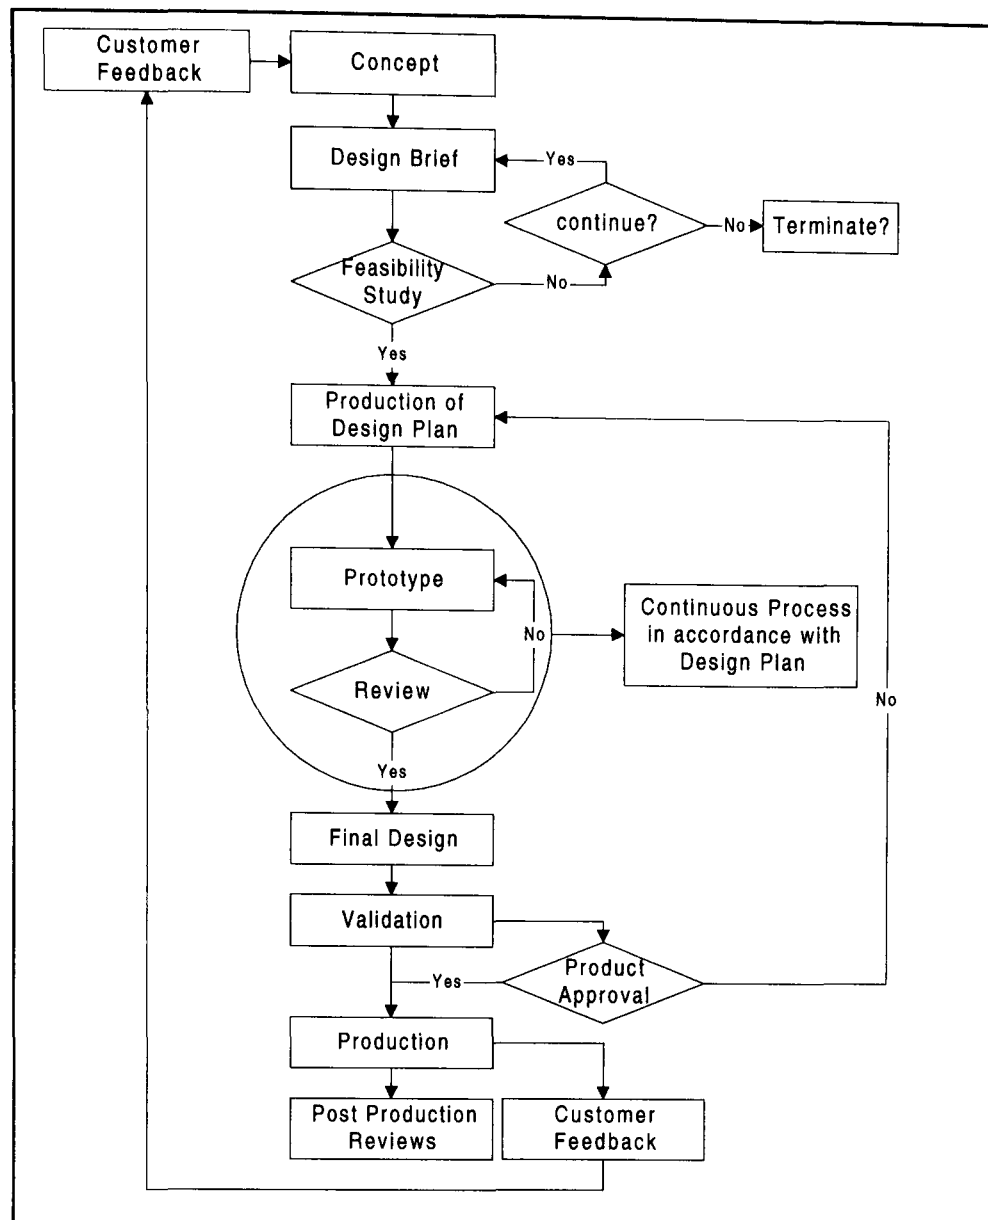 Customer
Feedback
Concept
Design Brief
Yes
continue?
No
Terminate?
Feasibility
Study
No
Yes
Production of
Design Plan
Prototype
No
Continuous Process
in accordance with
Design Plan
Review
No
Yes
Final Design
Validation
Product
Approval
Yes
Production
Post Production
Reviews
Customer
Feedback